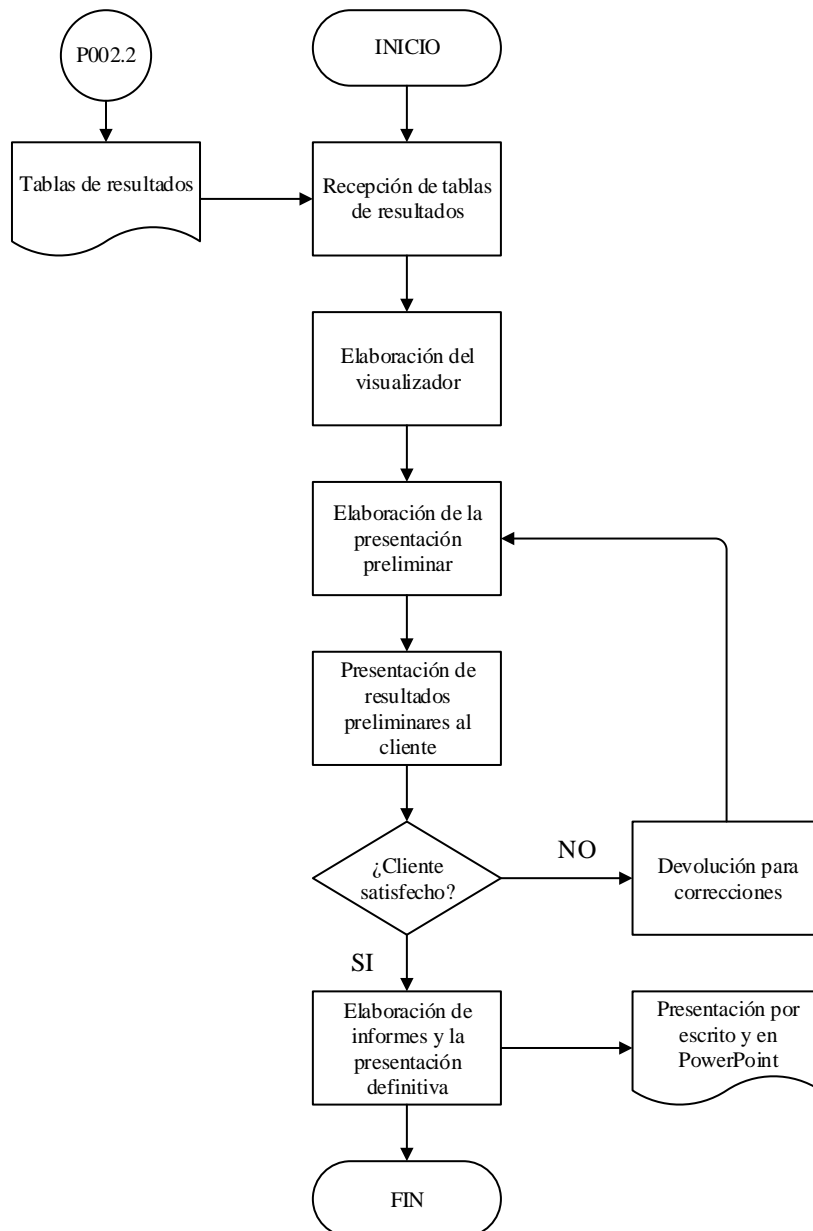 P002.2
INICIO
Tablas de resultados
Recepción de tablas
de resultados
Elaboración del
visualizador
Elaboración de la
presentación
preliminar
Presentación de
resultados
preliminares al
cliente
¿Cliente
satisfecho?
NO
Devolución para
correcciones
SI
Elaboración de
informes y la
presentación
definitiva
Presentación por
escrito y en
PowerPoint
FIN